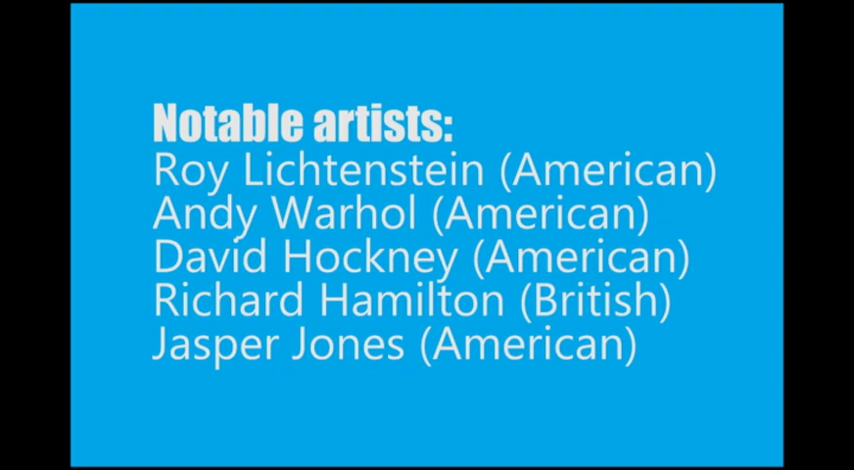 Notable artists:
Roy Lichtenstein (American)
Andy Warhol (American)
David Hockney (American)
Richard Hamilton (British)
Jasper Jones (American)